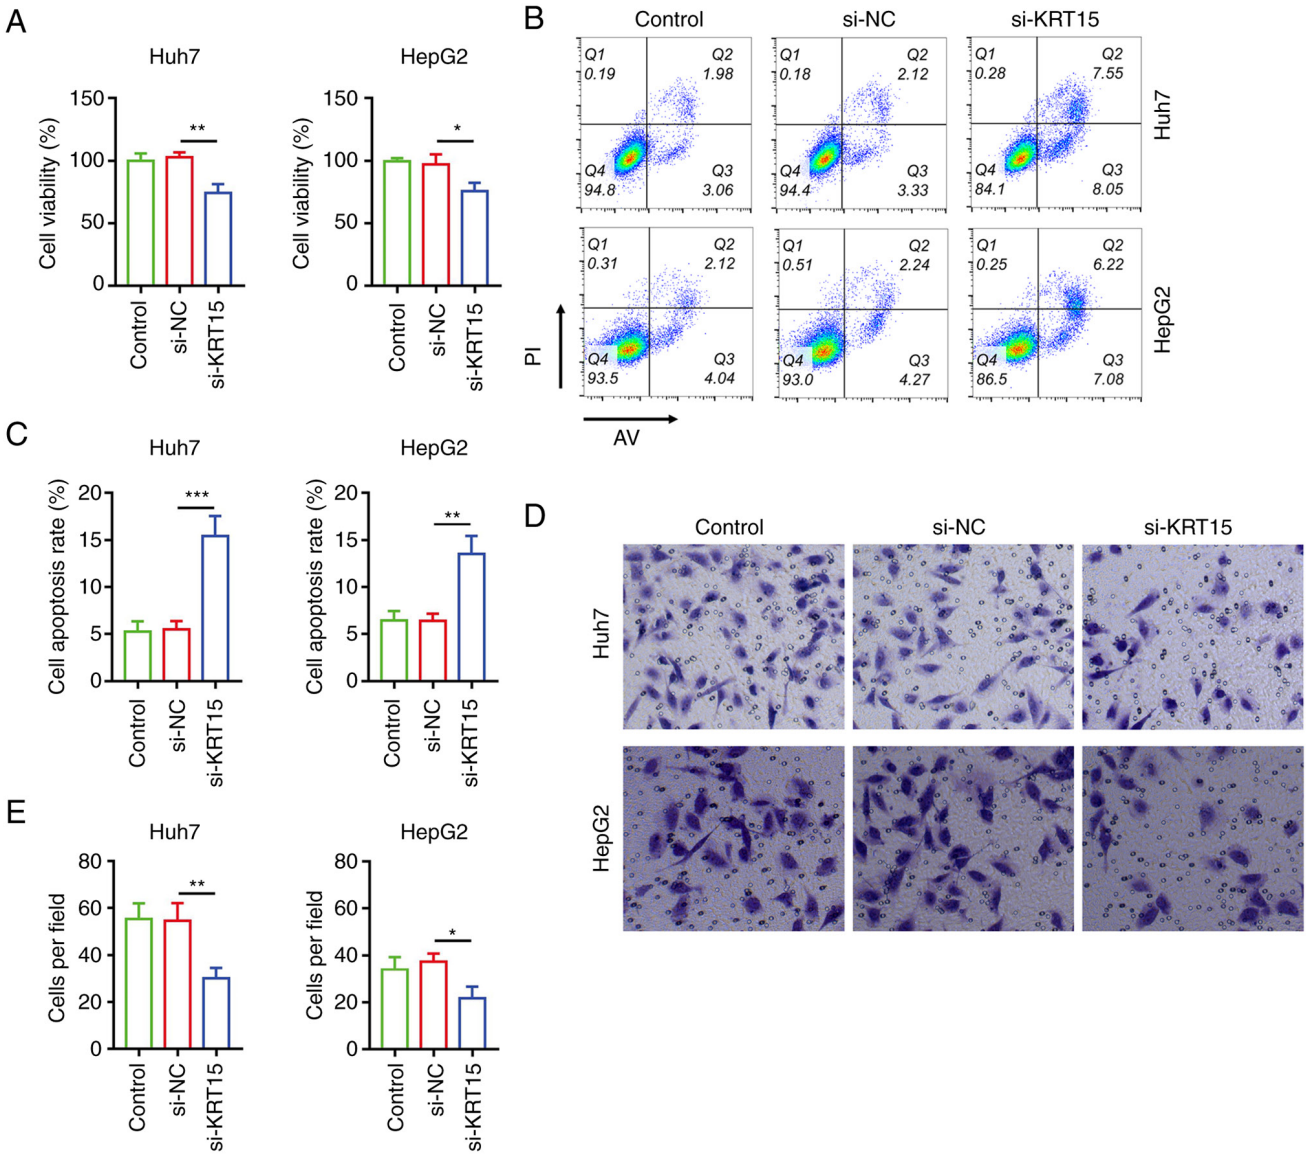 A
Huh7
Cell viability (%)
150
100
50
0
**
Control
si-NC
si-KRT15
HepG2
Cell viability (%)
150
100
50
0
*
Control
si-NC
si-KRT15
B
Control
si-NC
si-KRT15
Q1
0.19
Q2
1.98
Q4
94.8
Q3
3.06
Q1
0.18
Q2
2.12
Q4
94.4
Q3
3.33
Q1
0.28
Q2
7.55
Q4
84.1
Q3
8.05
Huh7
Q1
0.31
Q2
2.12
Q4
93.5
Q3
4.04
Q1
0.51
Q2
2.24
Q4
93.0
Q3
4.27
Q1
0.25
Q2
6.22
Q4
86.5
Q3
7.08
HepG2
PI
AV
C
Huh7
Cell apoptosis rate (%)
20
15
10
5
0
***
Control
si-NC
si-KRT15
HepG2
Cell apoptosis rate (%)
20
15
10
5
0
**
Control
si-NC
si-KRT15
D
Control
si-NC
si-KRT15
Huh7
HepG2
E
Huh7
Cells per field
80
60
40
20
0
**
Control
si-NC
si-KRT15
HepG2
Cells per field
80
60
40
20
0
*
Control
si-NC
si-KRT15